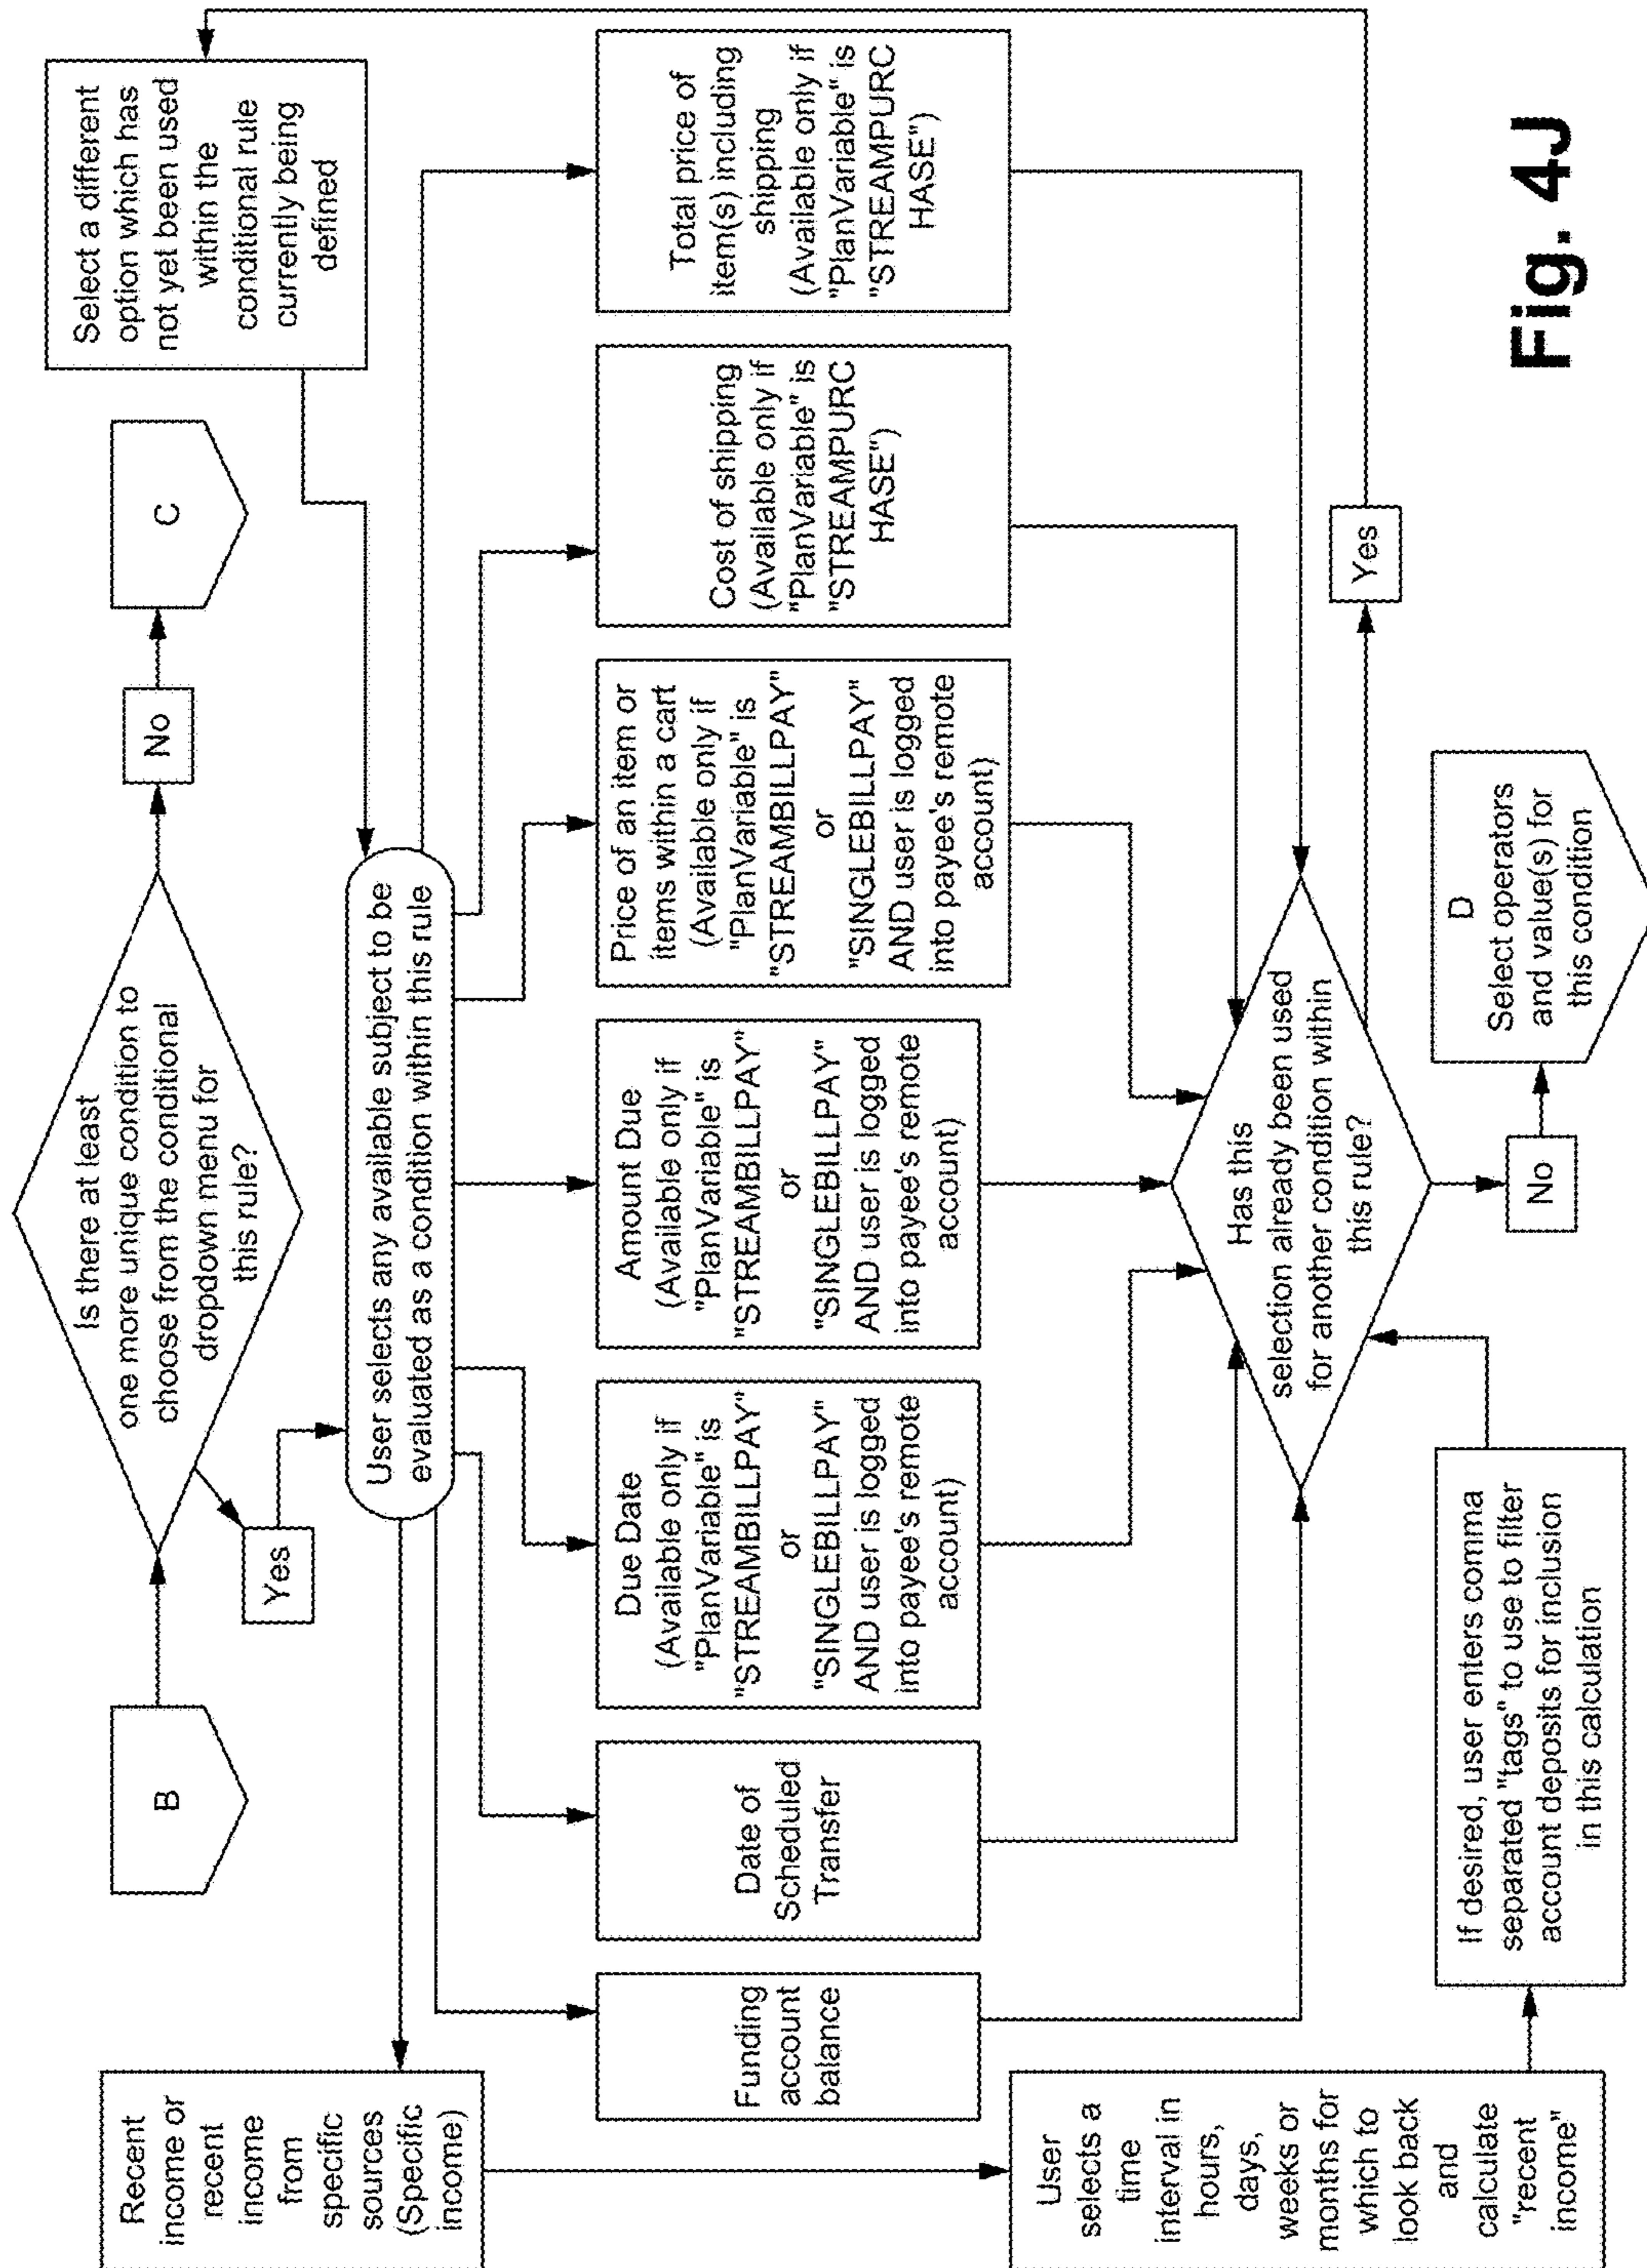 B
Is there at least
one more unique condition to
choose from the conditional
dropdown menu for
this rule?
No
C
Select a different
option which has
not yet been used
within the
conditional rule
currently being
defined
Yes
User selects any available subject to be
evaluated as a condition within this rule
Recent
income or
recent
income
from
specific
sources
(Specific
income)
Funding
account
balance
Date of
Scheduled
Transfer
Due Date
(Available only if
"PlanVariable" is
"STREAMBILLPAY"
or
"SINGLEBILLPAY"
AND user is logged
into payee's remote
account)
Amount Due
(Available only if
"PlanVariable" is
"STREAMBILLPAY"
or
"SINGLEBILLPAY"
AND user is logged
into payee's remote
account)
Price of an item or
items within a cart
(Available only if
"PlanVariable" is
"STREAMBILLPAY"
or
"SINGLEBILLPAY"
AND user is logged
into payee's remote
account)
Cost of shipping
(Available only if
"PlanVariable" is
"STREAMPURC
HASE")
Total price of
item(s) including
shipping
(Available only if
"PlanVariable" is
"STREAMPURC
HASE")
User
selects a
time
interval in
hours,
days,
weeks or
months for
which to
look back
and
calculate
"recent
income"
If desired, user enters comma
separated "tags" to use to filter
account deposits for inclusion
in this calculation
Has this
selection already been used
for another condition within
this rule?
Yes
No
D
Select operators
and value(s) for
this condition
Fig. 4J